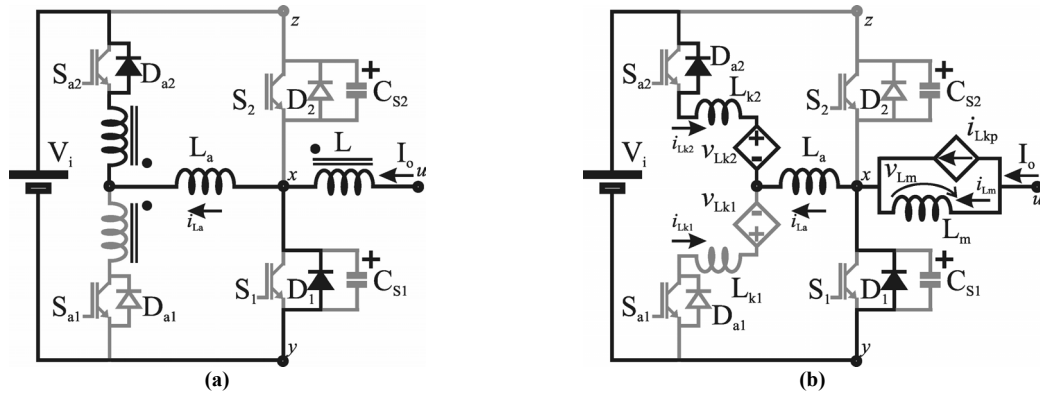 z
S_a2
D_a2
S_2
D_2
+
C_S2
V_i
L_a
L
I_o
x
u
i_La
S_a1
D_a1
S_1
D_1
+
C_S1
y
(a)
z
S_a2
D_a2
L_k2
S_2
D_2
+
C_S2
i_Lk2
v_Lk2
+
-
V_i
L_a
i_Lkp
I_o
x
v_Lm
i_Lm
u
L_m
v_Lk1
-
+
i_Lk1
i_La
L_k1
S_a1
D_a1
S_1
D_1
+
C_S1
y
(b)